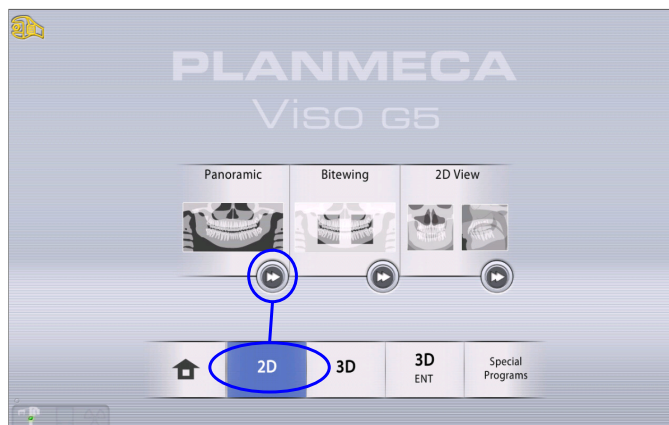 PLANMECA
Viso G5
Panoramic Bitewing 2D View
2D 3D 3D ENT Special Programs